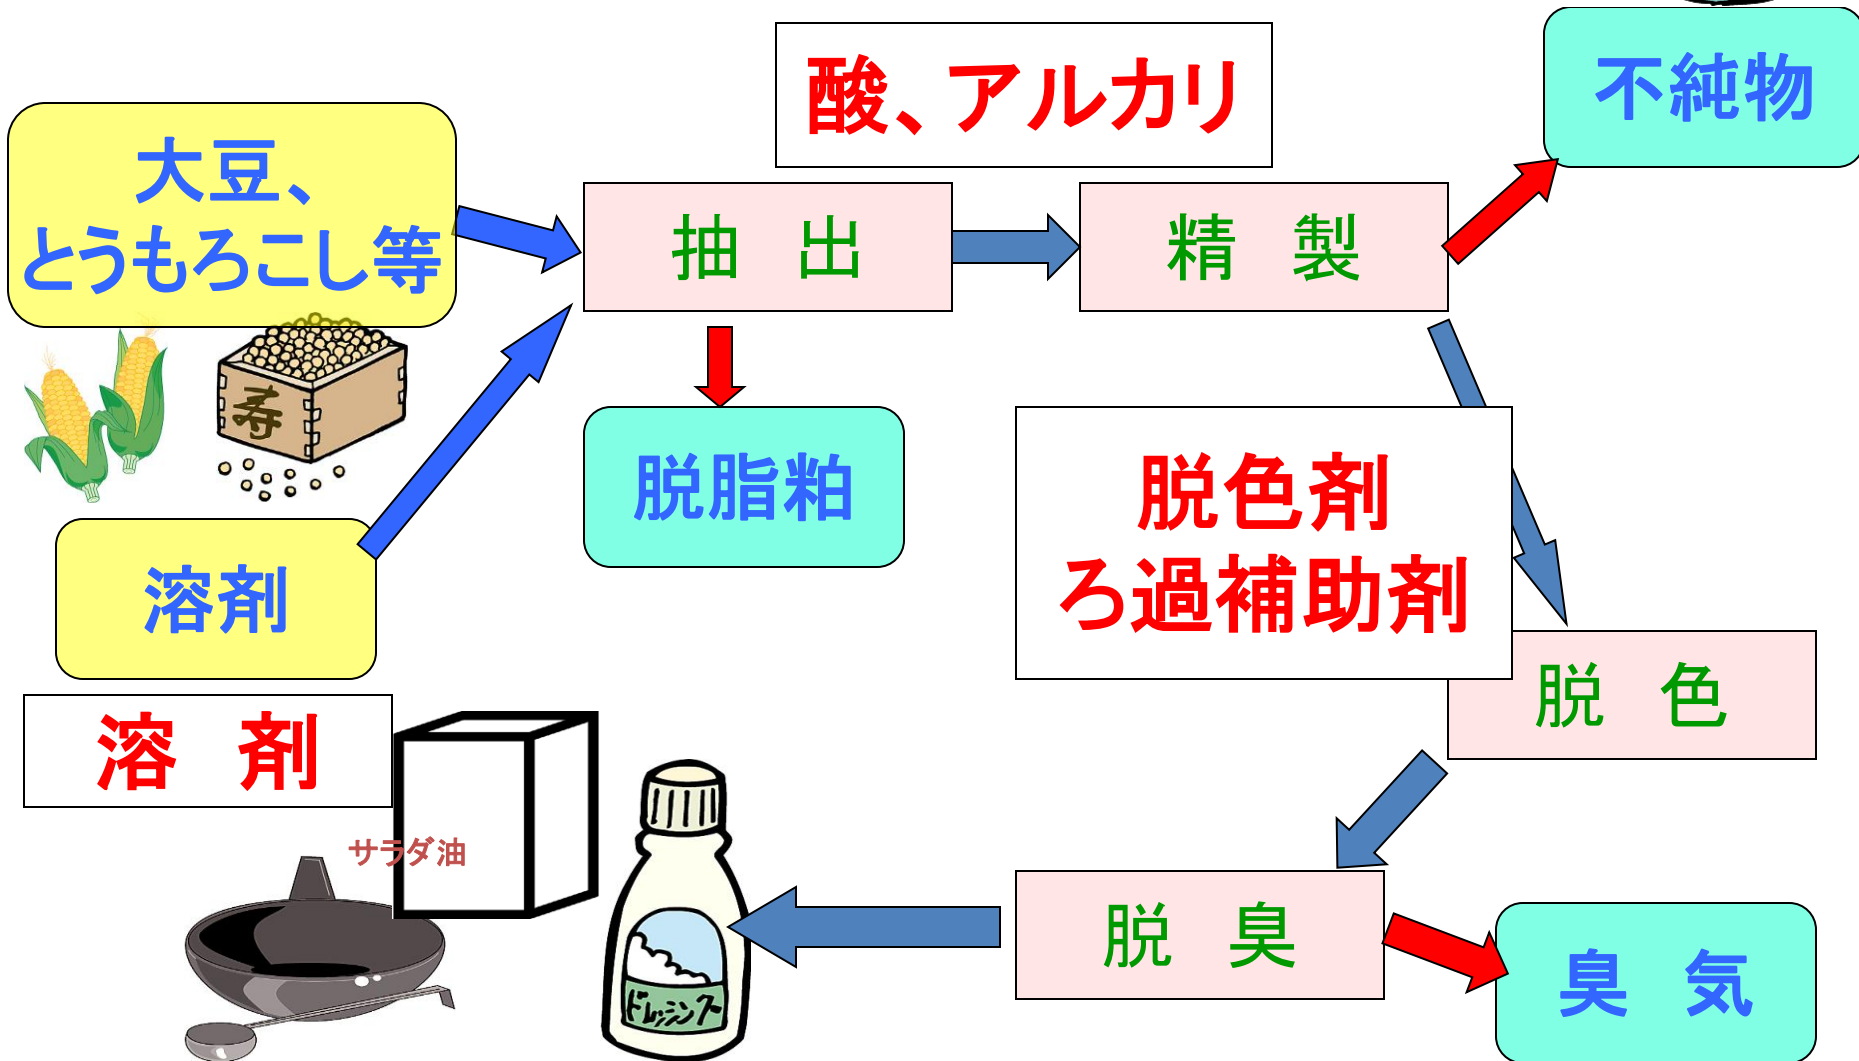 酸、アルカリ
不純物
大豆、
とうもろこし等
抽　出
精　製
寿
脱脂粕
脱色剤
ろ過補助剤
溶剤
脱　色
溶　剤
サラダ油
脱　臭
臭　気
ドレッシング